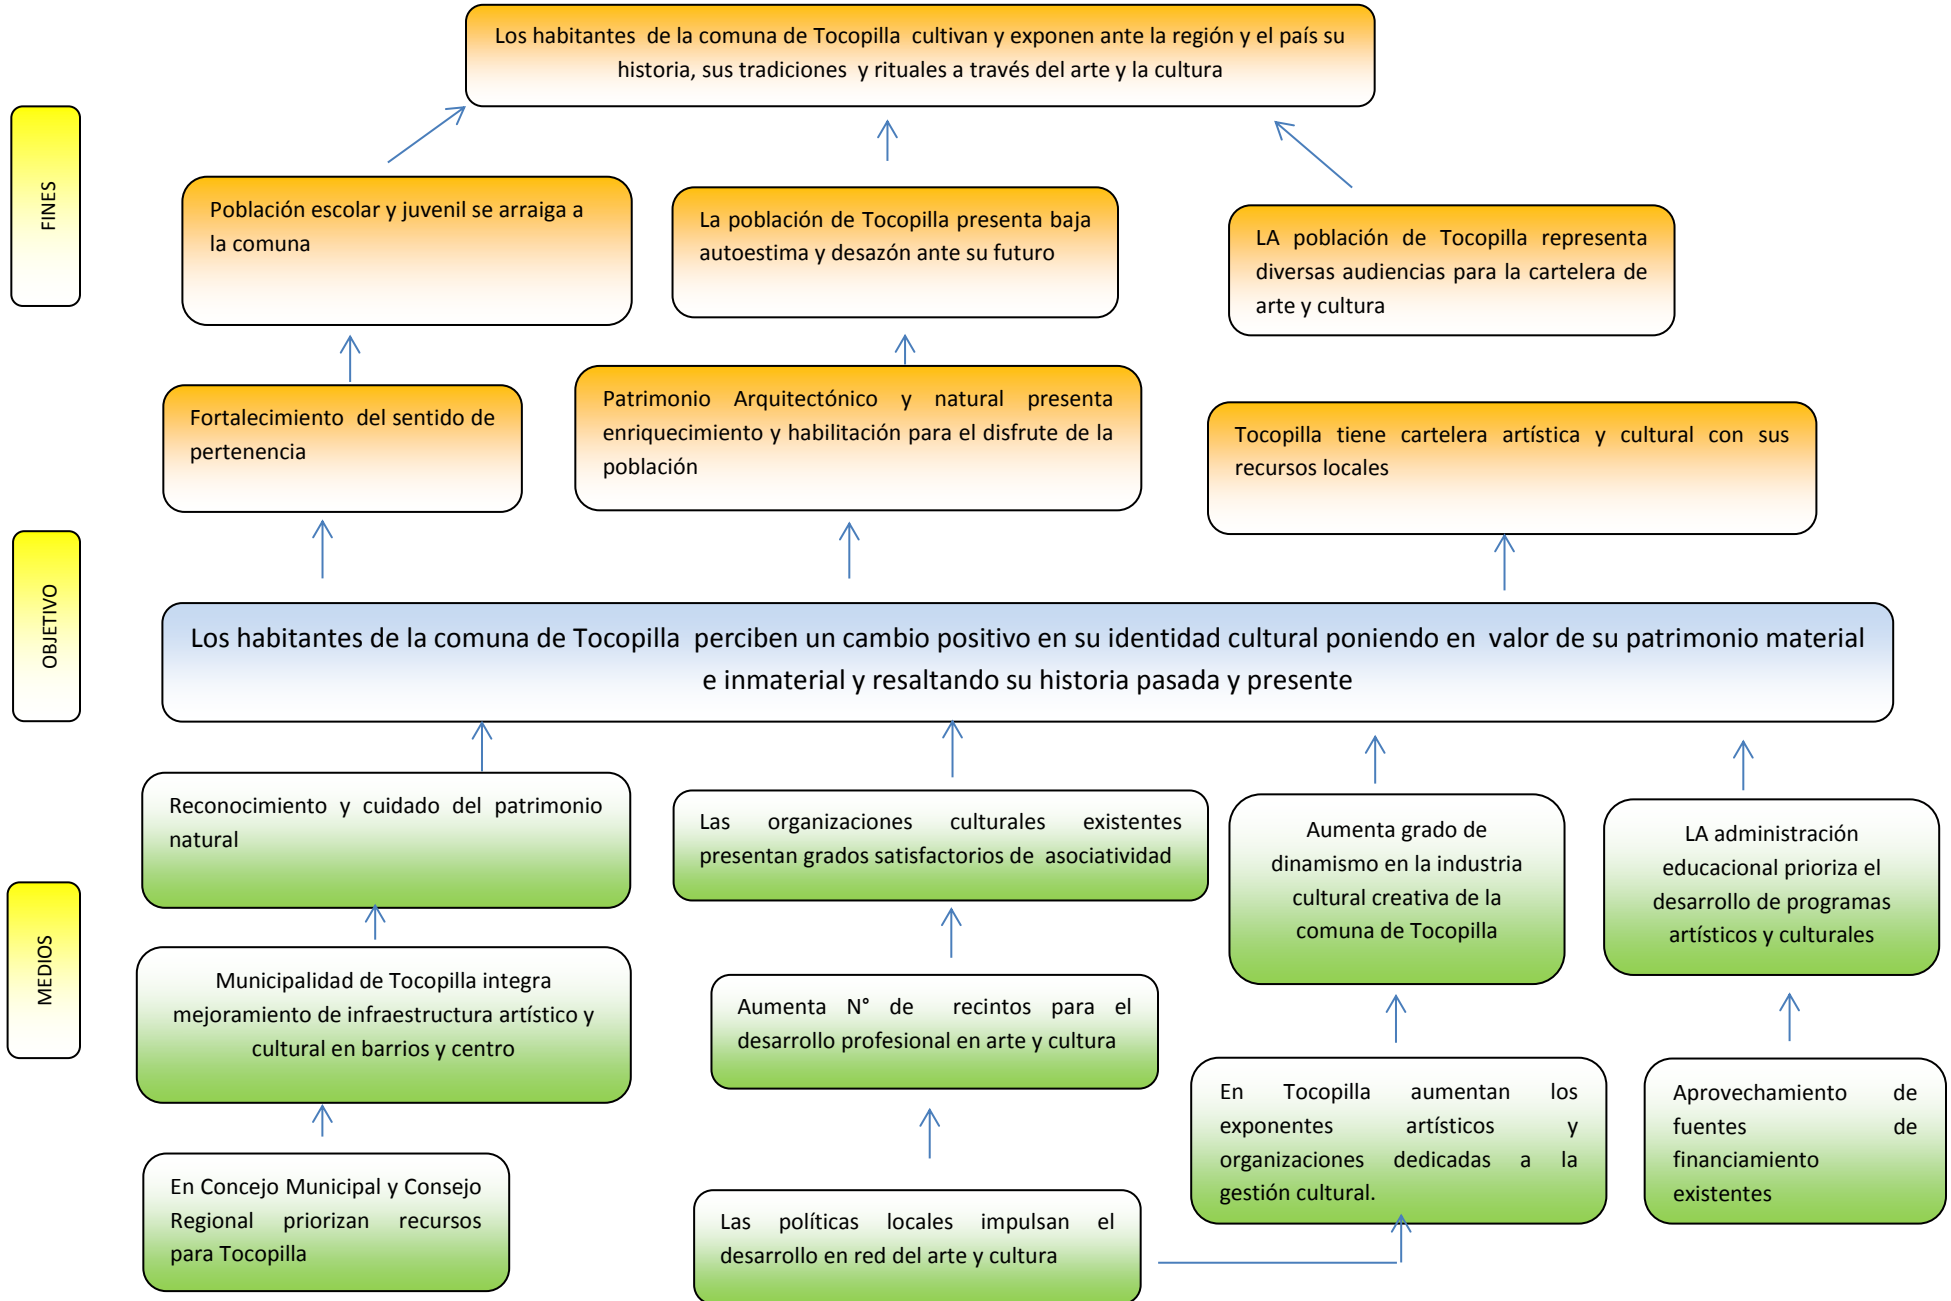 Los habitantes de la comuna de Tocopilla cultivan y exponen ante la región y el país su
historia, sus tradiciones y rituales a través del arte y la cultura
FINES
Población escolar y juvenil se arraiga a
la comuna
La población de Tocopilla presenta baja
autoestima y desazón ante su futuro
LA población de Tocopilla representa
diversas audiencias para la cartelera de
arte y cultura
Fortalecimiento del sentido de
pertenencia
Patrimonio Arquitectónico y natural presenta
enriquecimiento y habilitación para el disfrute de la
población
Tocopilla tiene cartelera artística y cultural con sus
recursos locales
OBJETIVO
Los habitantes de la comuna de Tocopilla perciben un cambio positivo en su identidad cultural poniendo en valor de su patrimonio material
e inmaterial y resaltando su historia pasada y presente
MEDIOS
Reconocimiento y cuidado del patrimonio
natural
Las organizaciones culturales existentes
presentan grados satisfactorios de asociatividad
Aumenta grado de
dinamismo en la industria
cultural creativa de la
comuna de Tocopilla
LA administración
educacional prioriza el
desarrollo de programas
artísticos y culturales
Municipalidad de Tocopilla integra
mejoramiento de infraestructura artístico y
cultural en barrios y centro
Aumenta N° de recintos para el
desarrollo profesional en arte y cultura
En Tocopilla aumentan los
exponentes artísticos y
organizaciones dedicadas a la
gestión cultural.
Aprovechamiento de
fuentes de
financiamiento
existentes
En Concejo Municipal y Consejo
Regional priorizan recursos
para Tocopilla
Las políticas locales impulsan el
desarrollo en red del arte y cultura